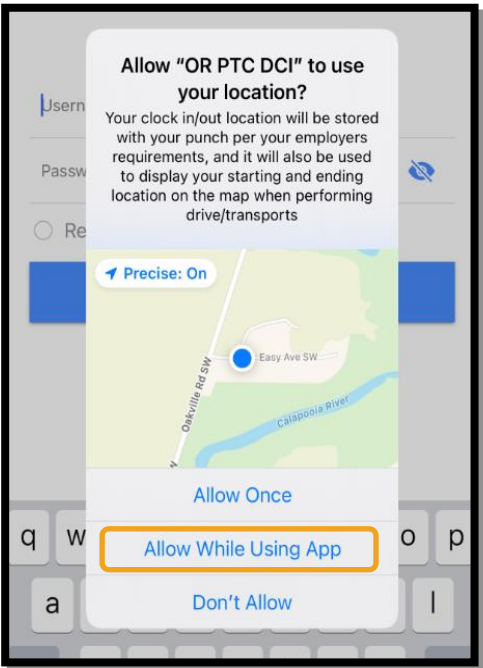 Allow “OR PTC DCI” to use
your location?
Your clock in/out location will be stored
with your punch per your employers
requirements, and it will also be used
to display your starting and ending
location on the map when performing
drive/transports
Usern
Passw
Re
Precise: On
Easy Ave SW
Oakville Rd SW
Calapooia River
W
Allow Once
Allow While Using App
Don’t Allow
q w o p
a l